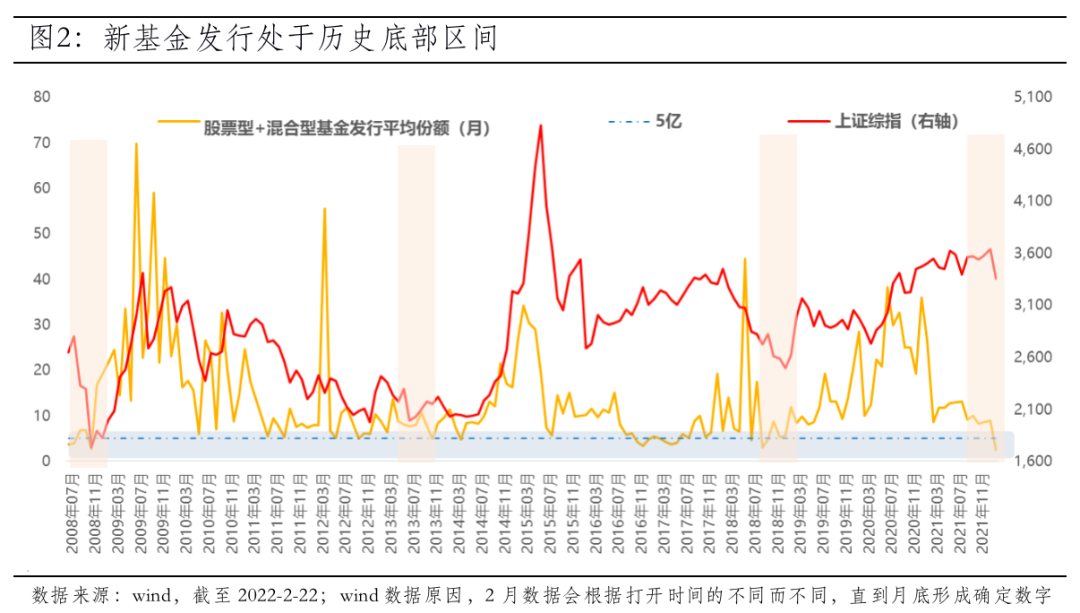 图2：新基金发行处于历史底部区间
80
70
60
50
40
30
20
10
0
股票型+混合型基金发行平均份额（月）
5亿
上证综指（右轴）
5,100
4,600
4,100
3,600
3,100
2,600
2,100
1,600
2008年07月
2008年11月
2009年03月
2009年07月
2009年11月
2010年03月
2010年07月
2010年11月
2011年03月
2011年07月
2011年11月
2012年03月
2012年07月
2012年11月
2013年03月
2013年07月
2013年11月
2014年03月
2014年07月
2014年11月
2015年03月
2015年07月
2015年11月
2016年03月
2016年07月
2016年11月
2017年03月
2017年07月
2017年11月
2018年03月
2018年07月
2018年11月
2019年03月
2019年07月
2019年11月
2020年03月
2020年07月
2020年11月
2021年03月
2021年07月
2021年11月
数据来源：wind，截至 2022-2-22；wind 数据原因，2 月数据会根据打开时间的不同而不同，直到月底形成确定数字